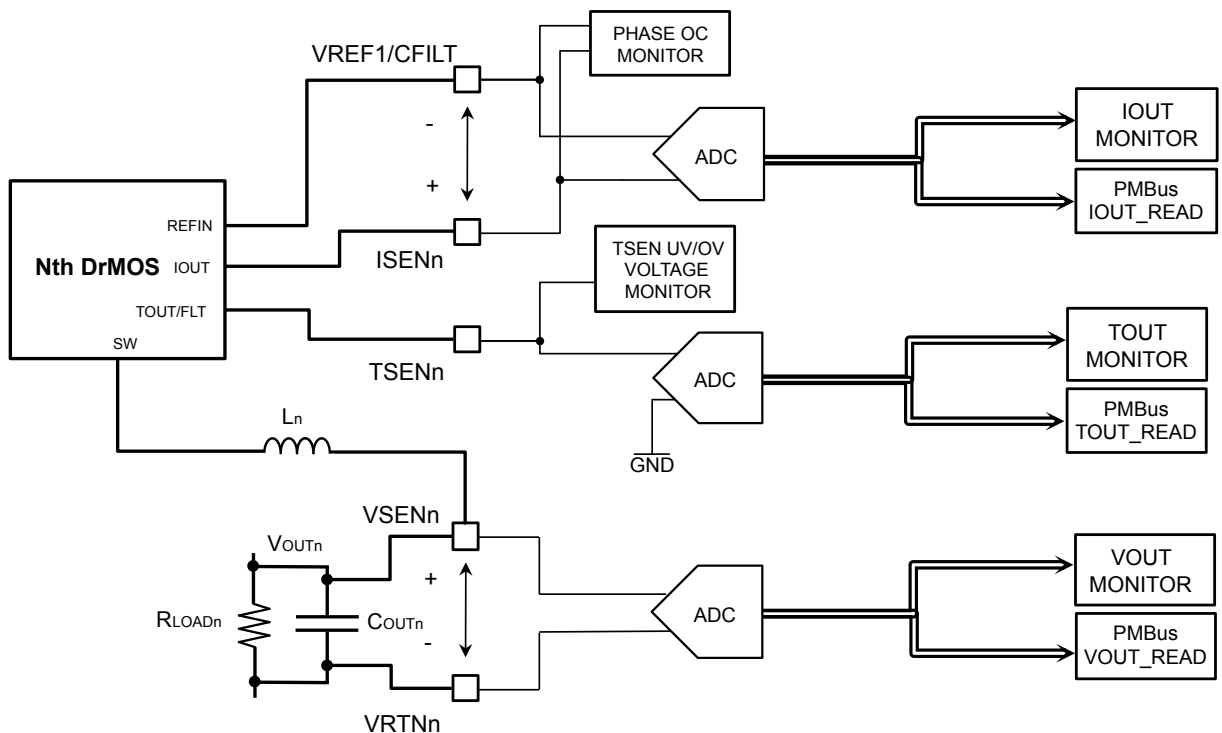 PHASE OC
MONITOR
VREF1/CFILT
-
+
ADC
IOUT
MONITOR
PMBus
IOUT_READ
REFIN
Nth DrMOS
IOUT
TOUT/FLT
SW
ISENn
TSEN UV/OV
VOLTAGE
MONITOR
TSENn
ADC
GND
TOUT
MONITOR
PMBus
TOUT_READ
Ln
VSENn
VOUTn
+
-
RLOADn
COUTn
VRTNn
ADC
VOUT
MONITOR
PMBus
VOUT_READ